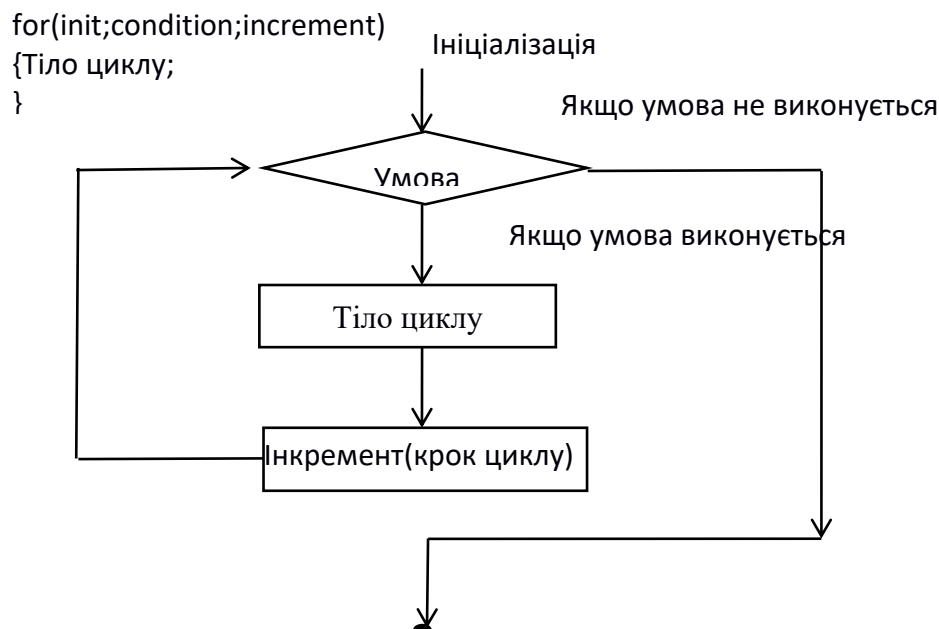 for(init;condition;increment)
{Тіло циклу;
}
Ініціалізація
Якщо умова не виконується
Умова
Якщо умова виконується
Тіло циклу
Інкремент(крок циклу)